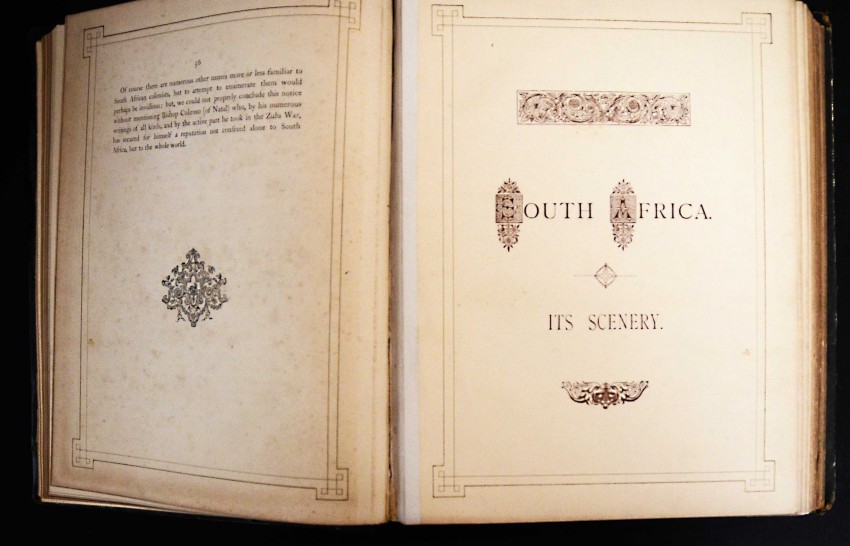 36
Of course there are numerous other names more or less familiar to
South African colonists, but to attempt to enumerate them would
perhaps be invidious: but, we could not properly conclude this notice
without mentioning Bishop Colenso (of Natal) who, by his numerous
writings of all kinds, and by the active part he took in the Zulu War,
has secured for himself a reputation not confined alone to South
Africa, but to the whole world.
SOUTH AFRICA.
ITS SCENERY.